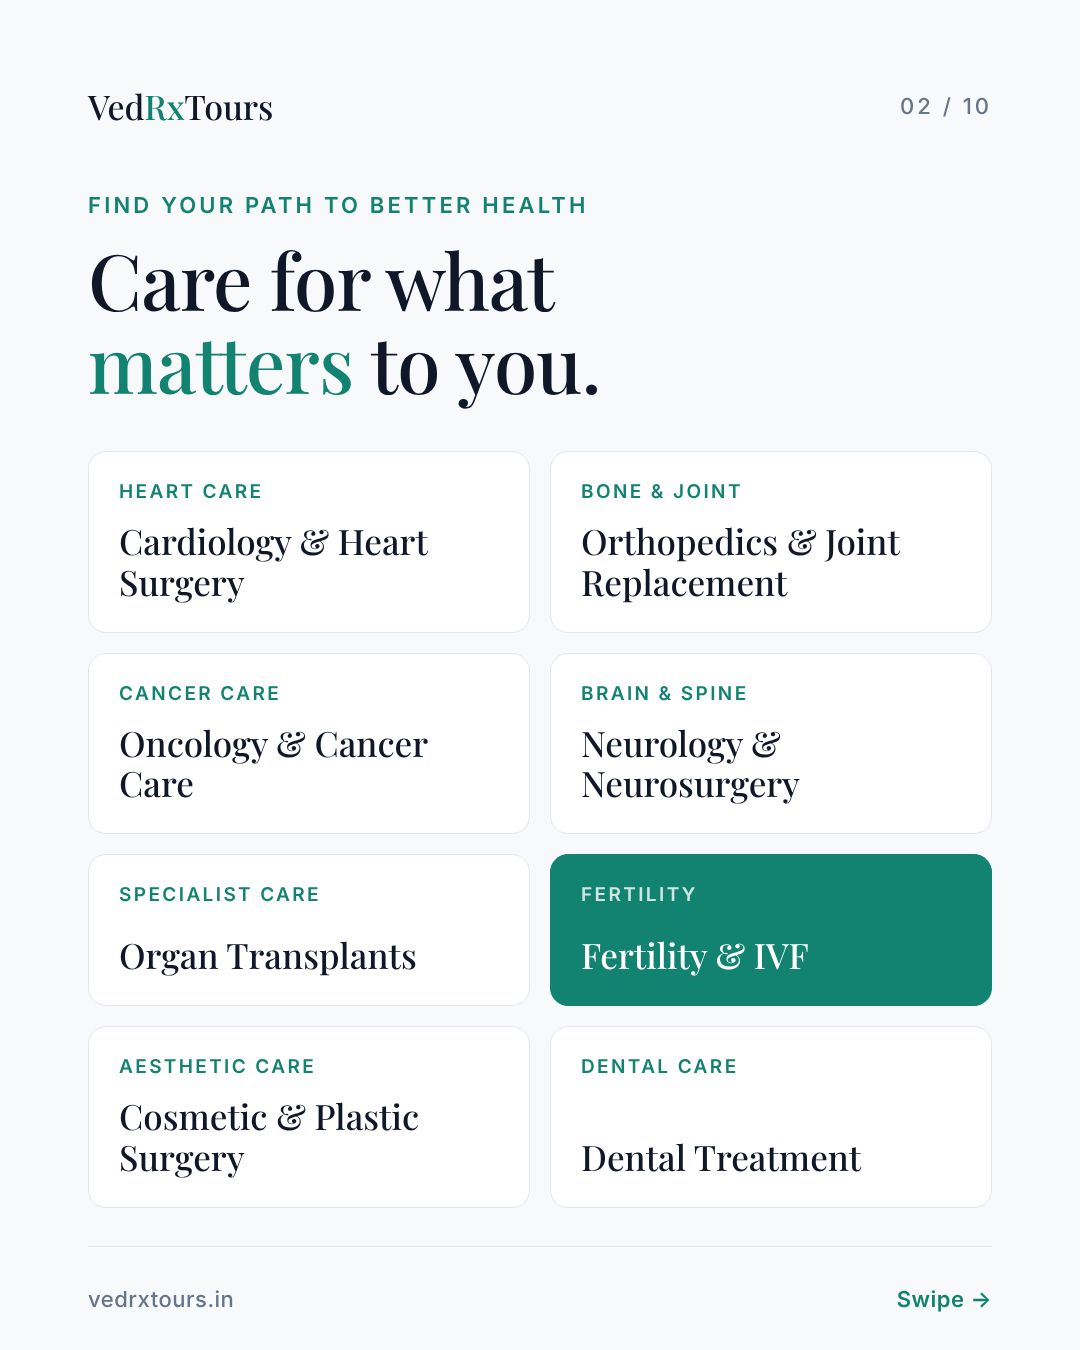 VedRxTours
02 / 10
FIND YOUR PATH TO BETTER HEALTH
Care for what
matters to you.
HEART CARE
Cardiology & Heart
Surgery
BONE & JOINT
Orthopedics & Joint
Replacement
CANCER CARE
Oncology & Cancer
Care
BRAIN & SPINE
Neurology &
Neurosurgery
SPECIALIST CARE
Organ Transplants
FERTILITY
Fertility & IVF
AESTHETIC CARE
Cosmetic & Plastic
Surgery
DENTAL CARE
Dental Treatment
vedrxtours.in
Swipe →